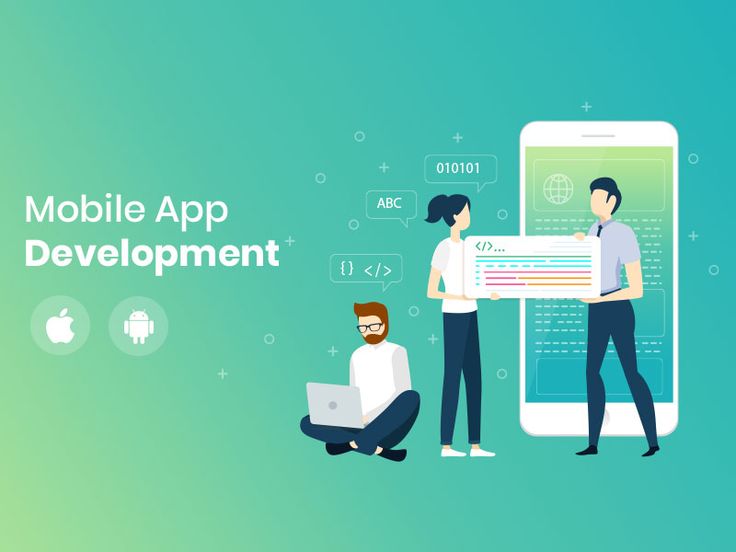 Mobile App
Development
010101
ABC
{} </>
</>...